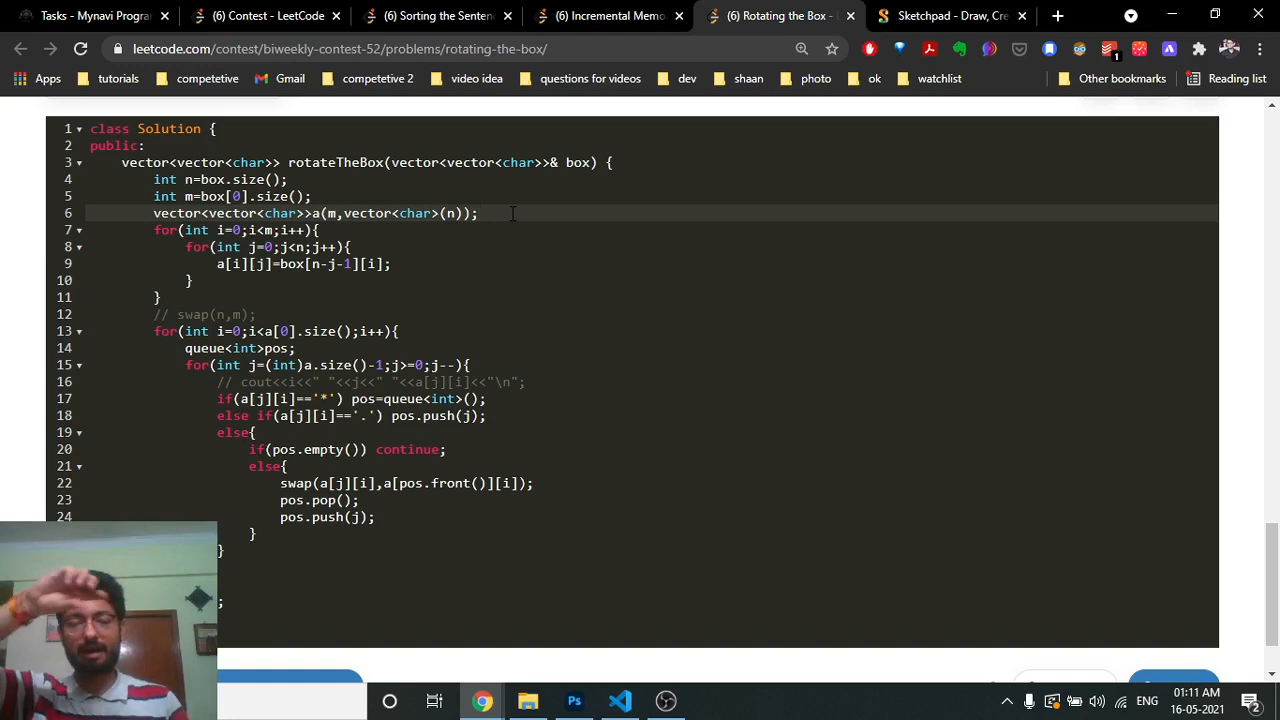 Tasks - Mynavi Progra
(6) Contest - LeetCode
(6) Sorting the Senten
(6) Incremental Memo
(6) Rotating the Box -
Sketchpad - Draw, Cre
leetcode.com/contest/biweekly-contest-52/problems/rotating-the-box/
1
Apps tutorials competetive Gmail competetive 2 video idea questions for videos dev shaan photo ok watchlist Other bookmarks Reading list
1 class Solution {
2 public:
3 vector<vector<char>> rotateTheBox(vector<vector<char>>& box) {
4 int n=box.size();
5 int m=box[0].size();
6 vector<vector<char>>a(m,vector<char>(n));
7 for(int i=0;i<m;i++){
8 for(int j=0;j<n;j++){
9 a[i][j]=box[n-j-1][i];
10 }
11 }
12 // swap(n,m);
13 for(int i=0;i<a[0].size();i++){
14 queue<int>pos;
15 for(int j=(int)a.size()-1;j>=0;j--){
16 // cout<<i<<" "<<j<<" "<<a[j][i]<<"\n";
17 if(a[j][i]=='*') pos=queue<int>();
18 else if(a[j][i]=='.') pos.push(j);
19 else{
20 if(pos.empty()) continue;
21 else{
22 swap(a[j][i],a[pos.front()][i]);
23 pos.pop();
24 pos.push(j);
}
}
;
ENG
01:11 AM
16-05-2021
2